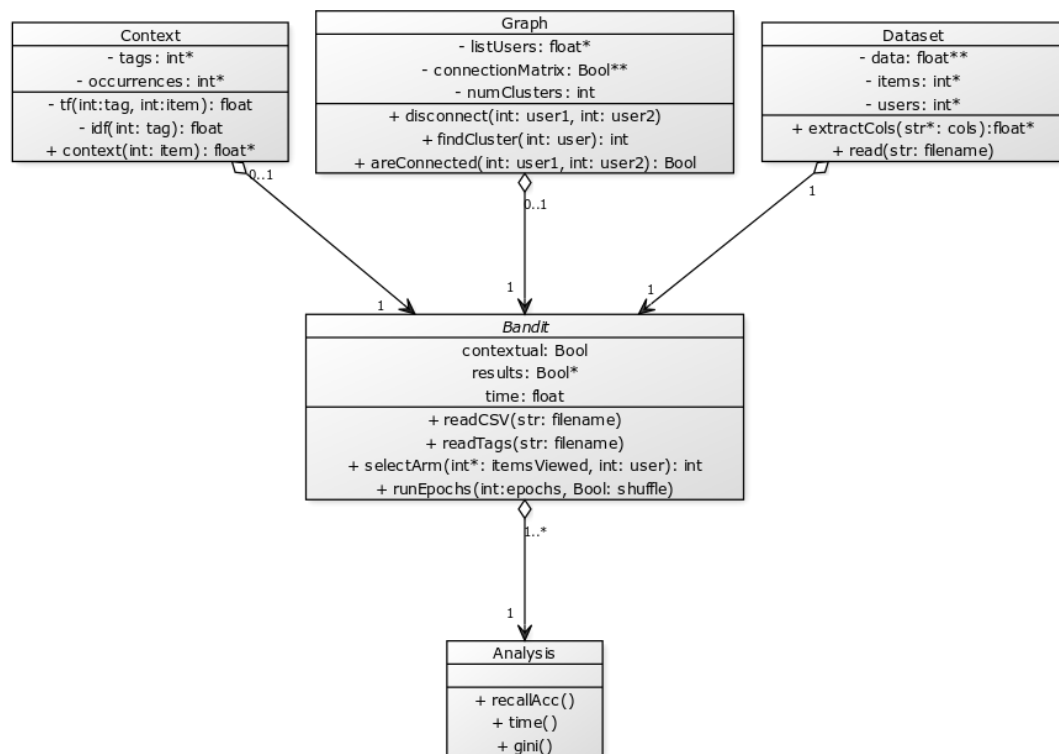 Context
- tags: int*
- occurrences: int*
- tf(int:tag, int:item): float
- idf(int: tag): float
+ context(int: item): float*
0..1
Graph
- listUsers: float*
- connectionMatrix: Bool**
- numClusters: int
+ disconnect(int: user1, int: user2)
+ findCluster(int: user): int
+ areConnected(int: user1, int: user2): Bool
0..1
Dataset
- data: float**
- items: int*
- users: int*
+ extractCols(str*: cols):float*
+ read(str: filename)
1
1
1
1
Bandit
contextual: Bool
results: Bool*
time: float
+ readCSV(str: filename)
+ readTags(str: filename)
+ selectArm(int*: itemsViewed, int: user): int
+ runEpochs(int:epochs, Bool: shuffle)
1..*
1
Analysis
+ recallAcc()
+ time()
+ gini()